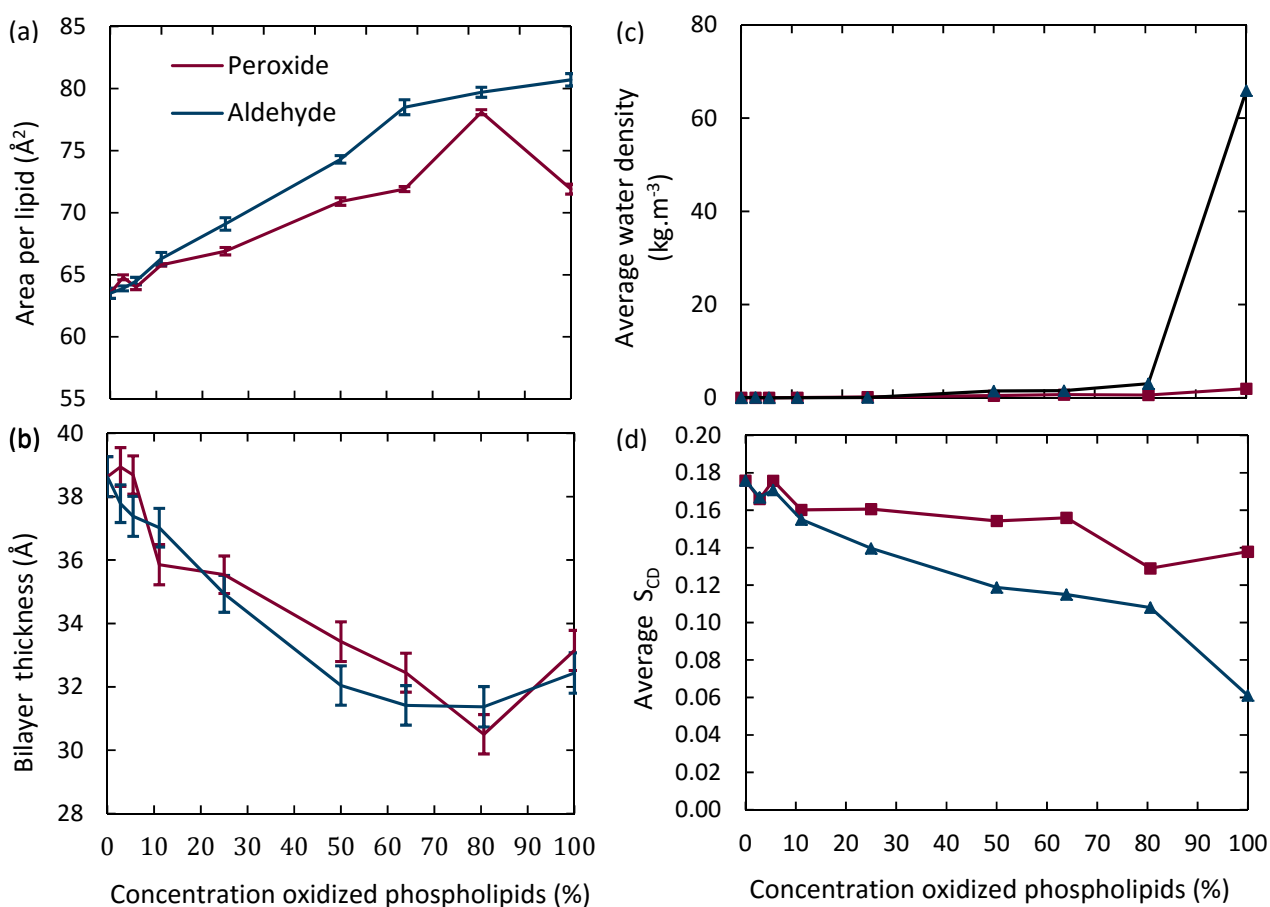 (a)
85
80
75
70
65
60
55
Area per lipid (Å²)
Peroxide
Aldehyde
(c)
80
60
40
20
0
Average water density
(kg.m⁻³)
(b)
40
38
36
34
32
30
28
Bilayer thickness (Å)
0 10 20 30 40 50 60 70 80 90 100
Concentration oxidized phospholipids (%)
(d)
0.20
0.18
0.16
0.14
0.12
0.10
0.08
0.06
0.04
0.02
0.00
Average S_CD
0 10 20 30 40 50 60 70 80 90 100
Concentration oxidized phospholipids (%)